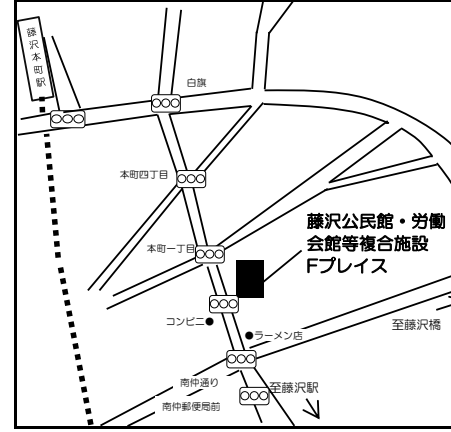 藤沢本町駅
白旗
本町四丁目
本町一丁目
藤沢公民館・労働
会館等複合施設
Fプレイス
コンビニ
ラーメン店
至藤沢橋
南仲通り
至藤沢駅
南仲郵便局前